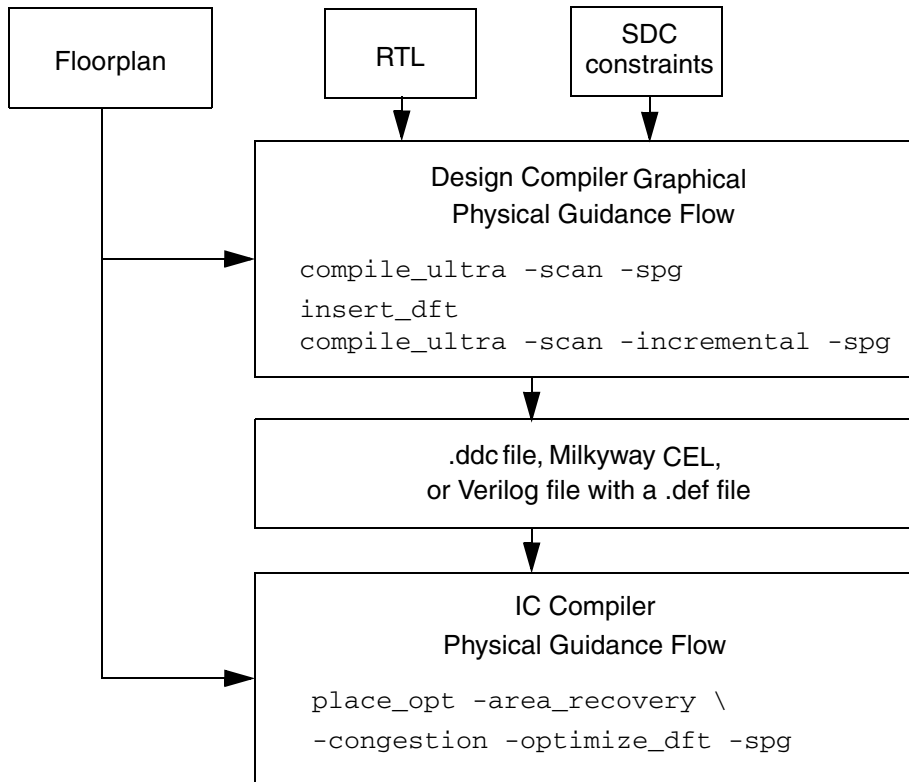 Floorplan
RTL
SDC
constraints
Design Compiler Graphical
Physical Guidance Flow
compile_ultra -scan -spg
insert_dft
compile_ultra -scan -incremental -spg
.ddc file, Milkyway CEL,
or Verilog file with a .def file
IC Compiler
Physical Guidance Flow
place_opt -area_recovery \
-congestion -optimize_dft -spg